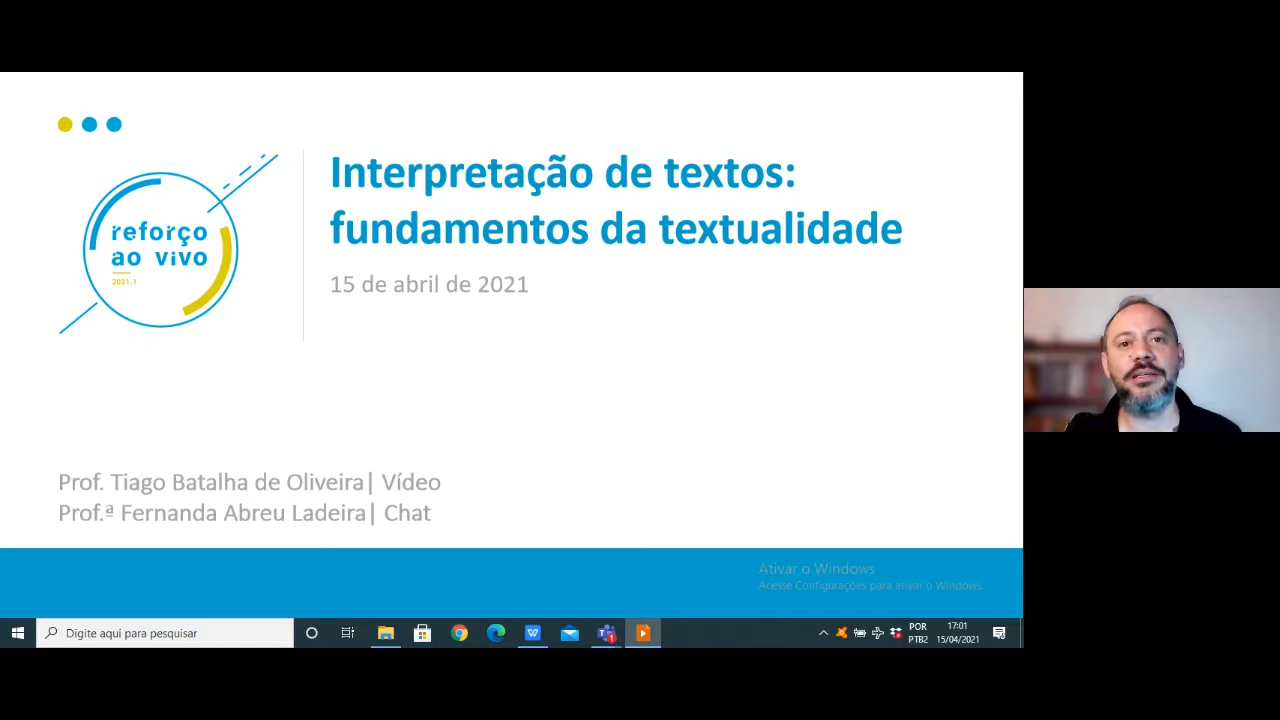 reforço
ao vivo
2021.1
Interpretação de textos:
fundamentos da textualidade
15 de abril de 2021
Prof. Tiago Batalha de Oliveira| Vídeo
Prof.ª Fernanda Abreu Ladeira| Chat
Ativar o Windows
Acesse Configurações para ativar o Windows.
Digite aqui para pesquisar
1
POR
PTB2
17:01
15/04/2021